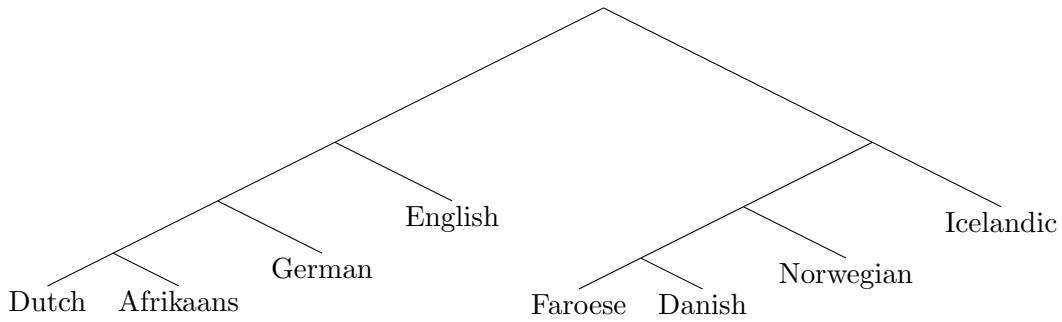 English
Icelandic
German
Norwegian
Dutch
Afrikaans
Faroese
Danish